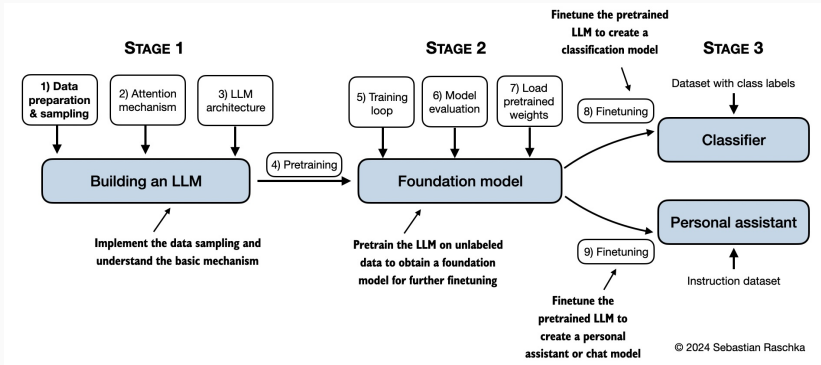 STAGE 1
1) Data
preparation
& sampling
2) Attention
mechanism
3) LLM
architecture
Building an LLM
Implement the data sampling and
understand the basic mechanism
4) Pretraining
STAGE 2
5) Training
loop
6) Model
evaluation
7) Load
pretrained
weights
Foundation model
Pretrain the LLM on unlabeled
data to obtain a foundation
model for further finetuning
Finetune the pretrained
LLM to create a
classification model
STAGE 3
8) Finetuning
Dataset with class labels
Classifier
Personal assistant
Instruction dataset
9) Finetuning
Finetune the
pretrained LLM to
create a personal
assistant or chat model
© 2024 Sebastian Raschka